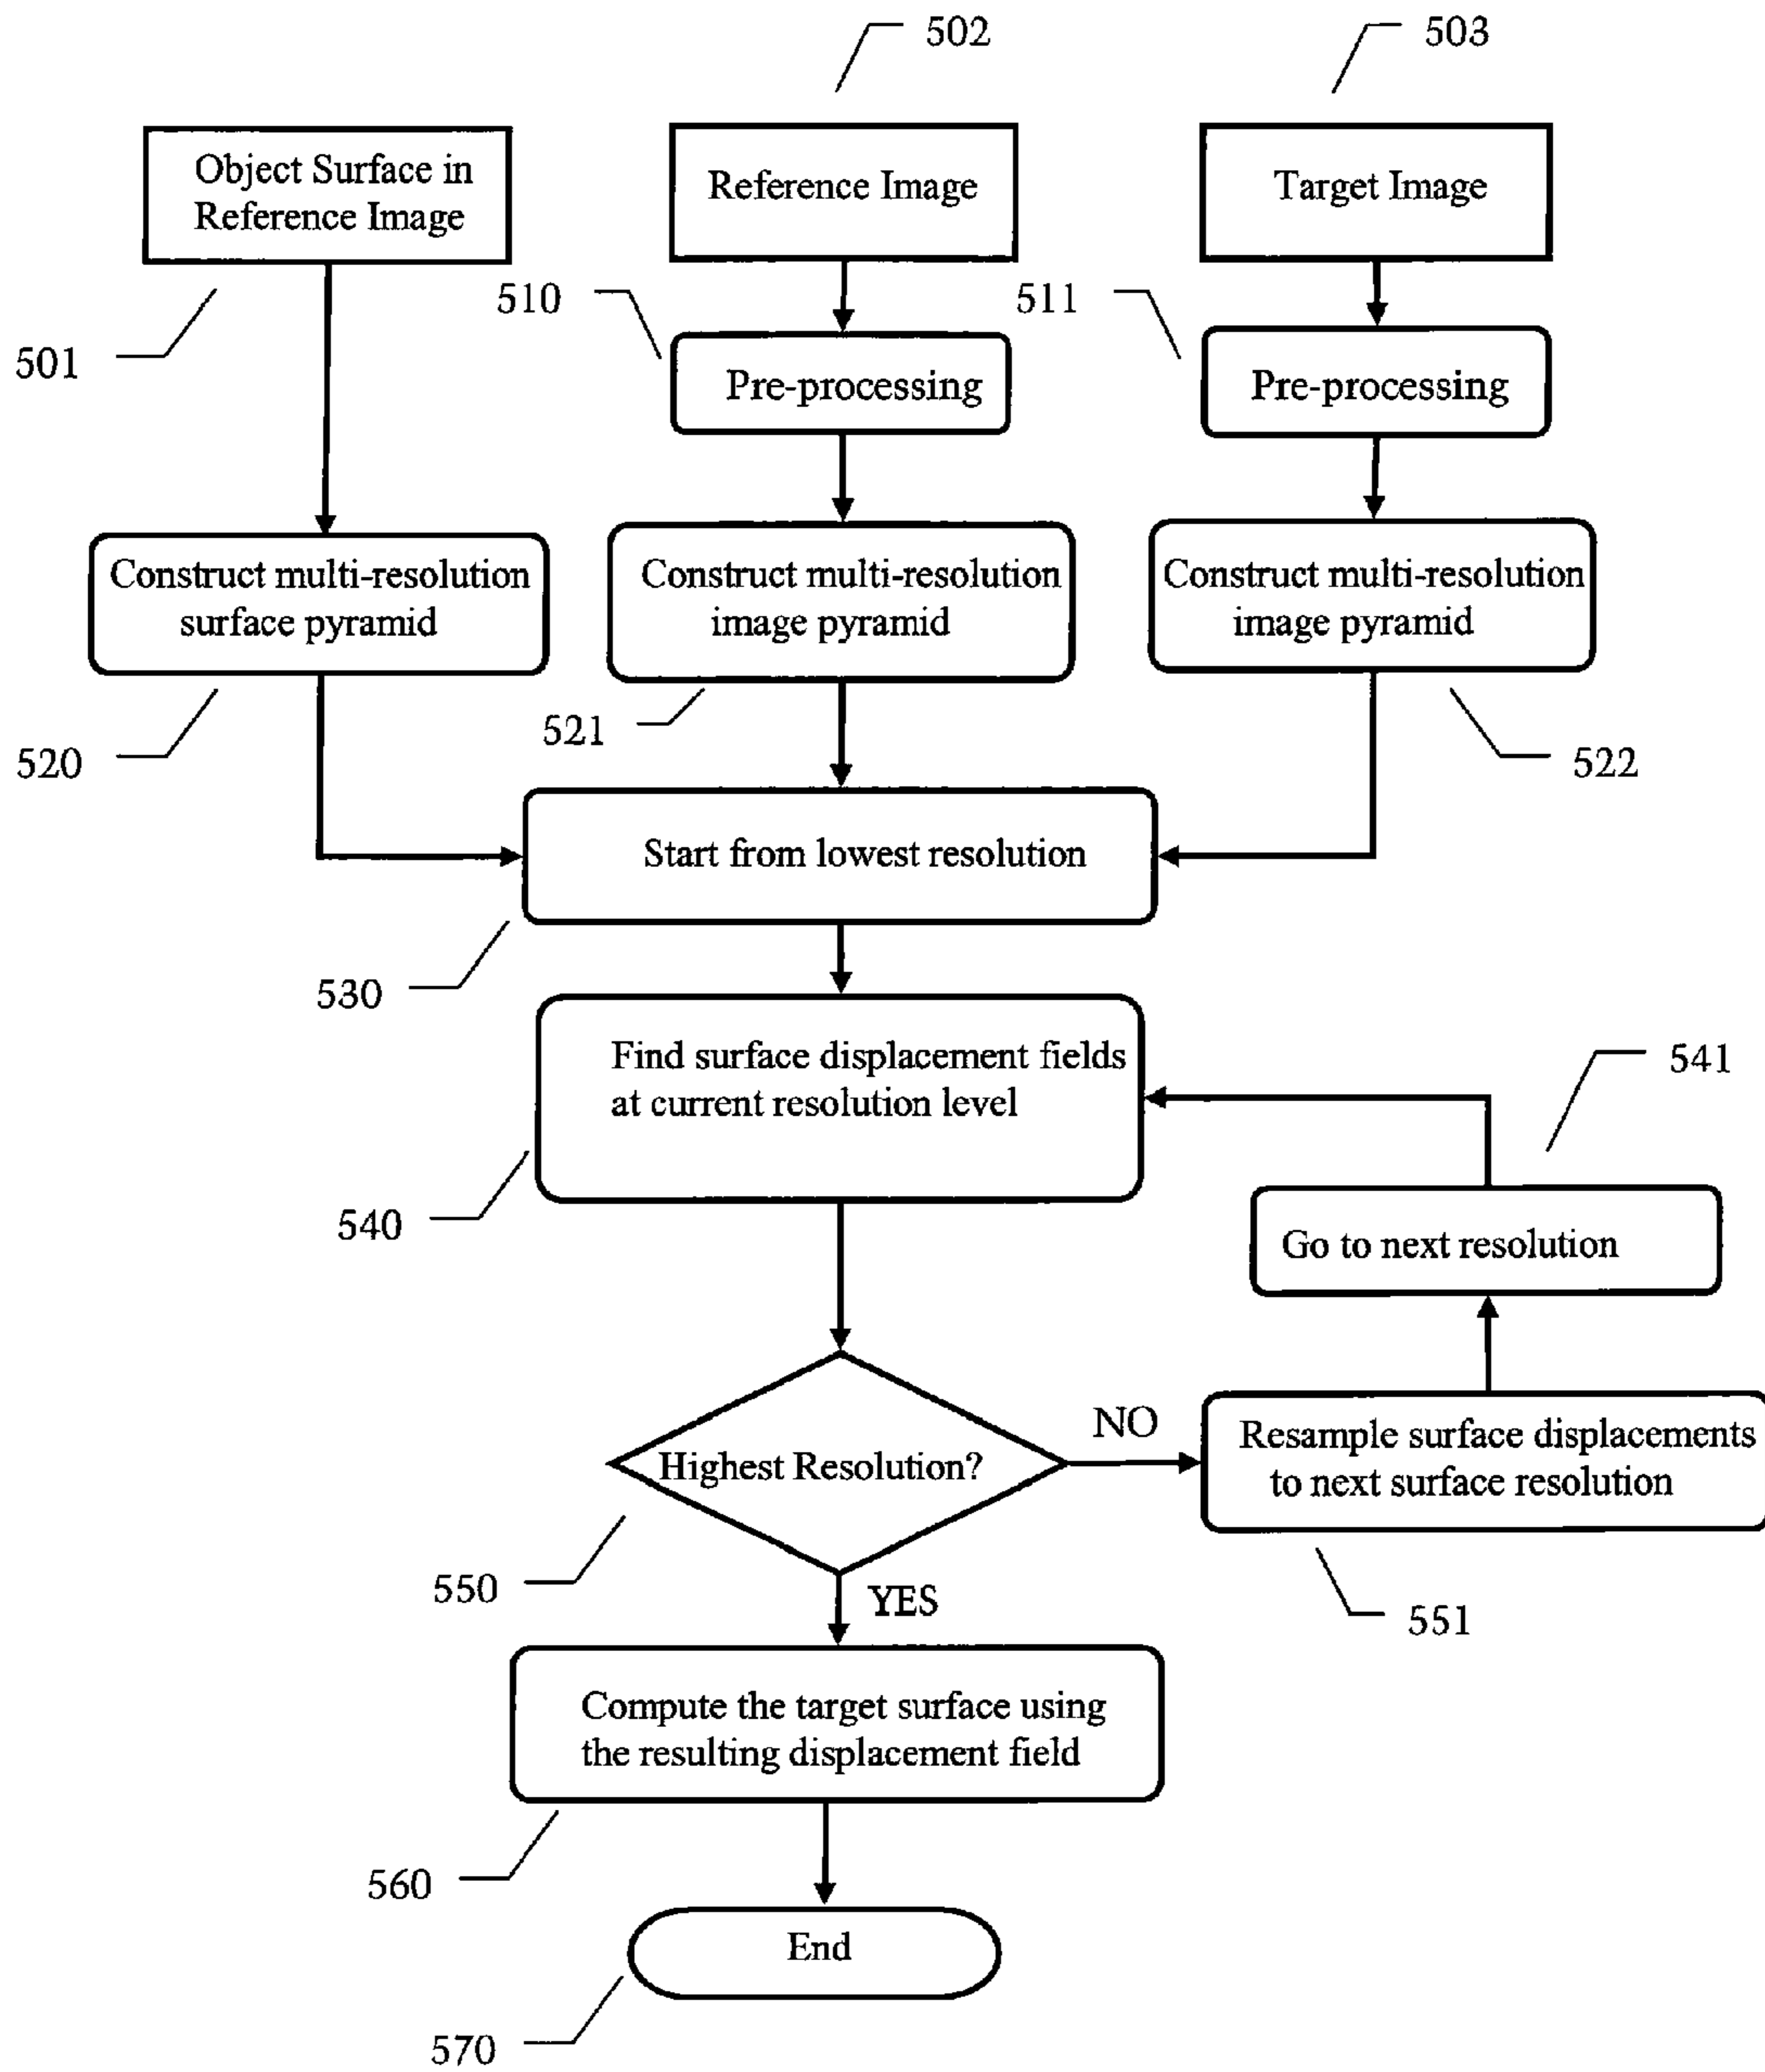 502
503
Object Surface in
Reference Image
Reference Image
Target Image
501
510
511
Pre-processing
Pre-processing
Construct multi-resolution
surface pyramid
Construct multi-resolution
image pyramid
Construct multi-resolution
image pyramid
520
521
522
Start from lowest resolution
530
Find surface displacement fields
at current resolution level
541
540
Go to next resolution
Highest Resolution?
NO
Resample surface displacements
to next surface resolution
550
YES
551
Compute the target surface using
the resulting displacement field
560
End
570